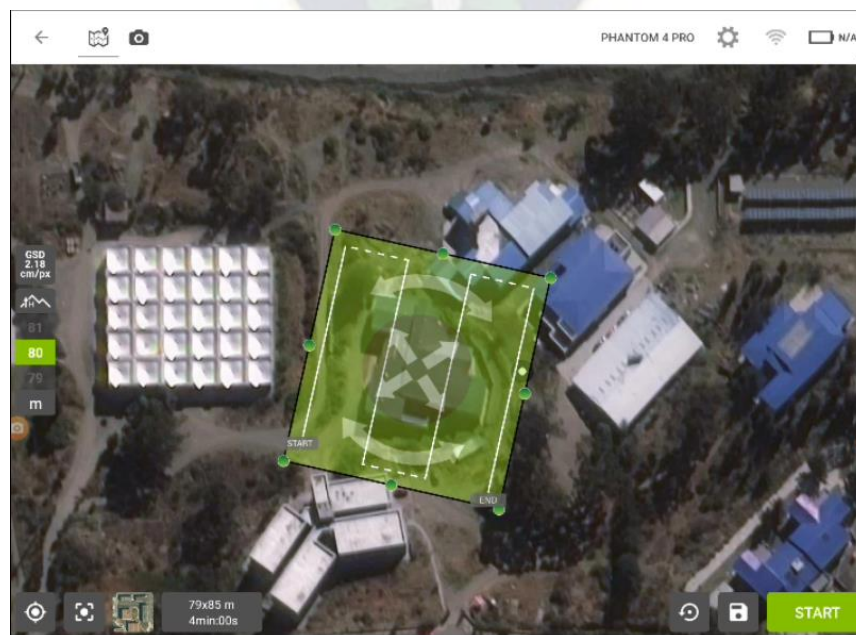 PHANTOM 4 PRO
N/A
GSD
2.18
cm/px
81
80
79
m
START
END
79x85 m
4min:00s
START